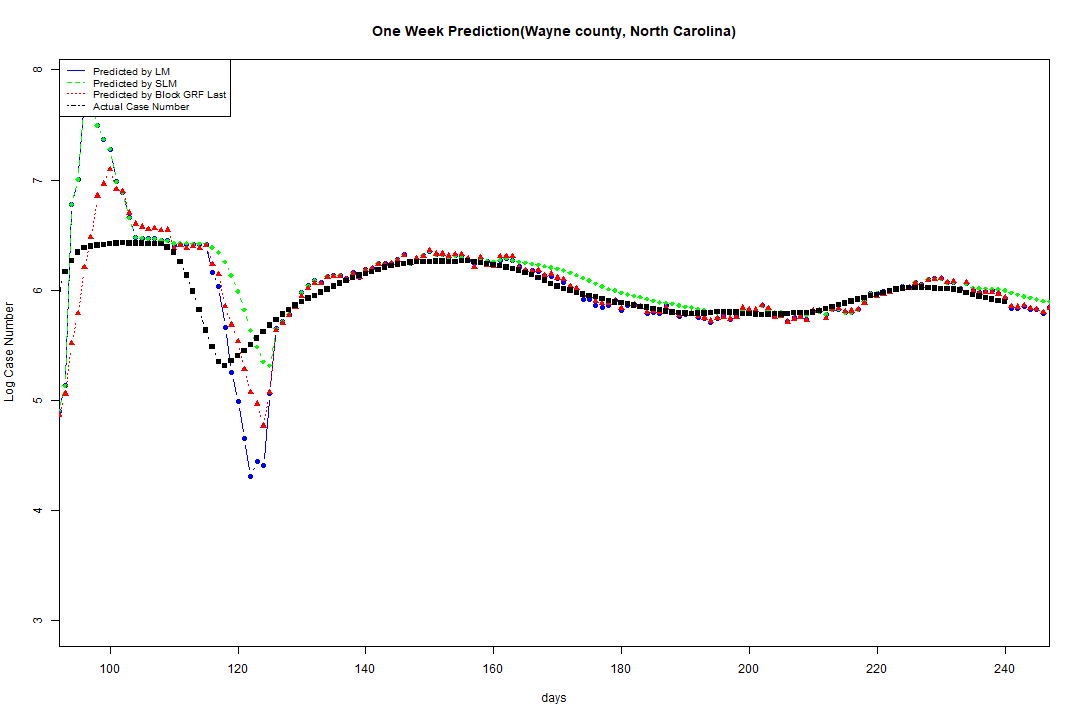 One Week Prediction(Wayne county, North Carolina)
Predicted by LM
Predicted by SLM
Predicted by Block GRF Last
Actual Case Number
8
7
6
5
4
3
Log Case Number
100 120 140 160 180 200 220 240
days